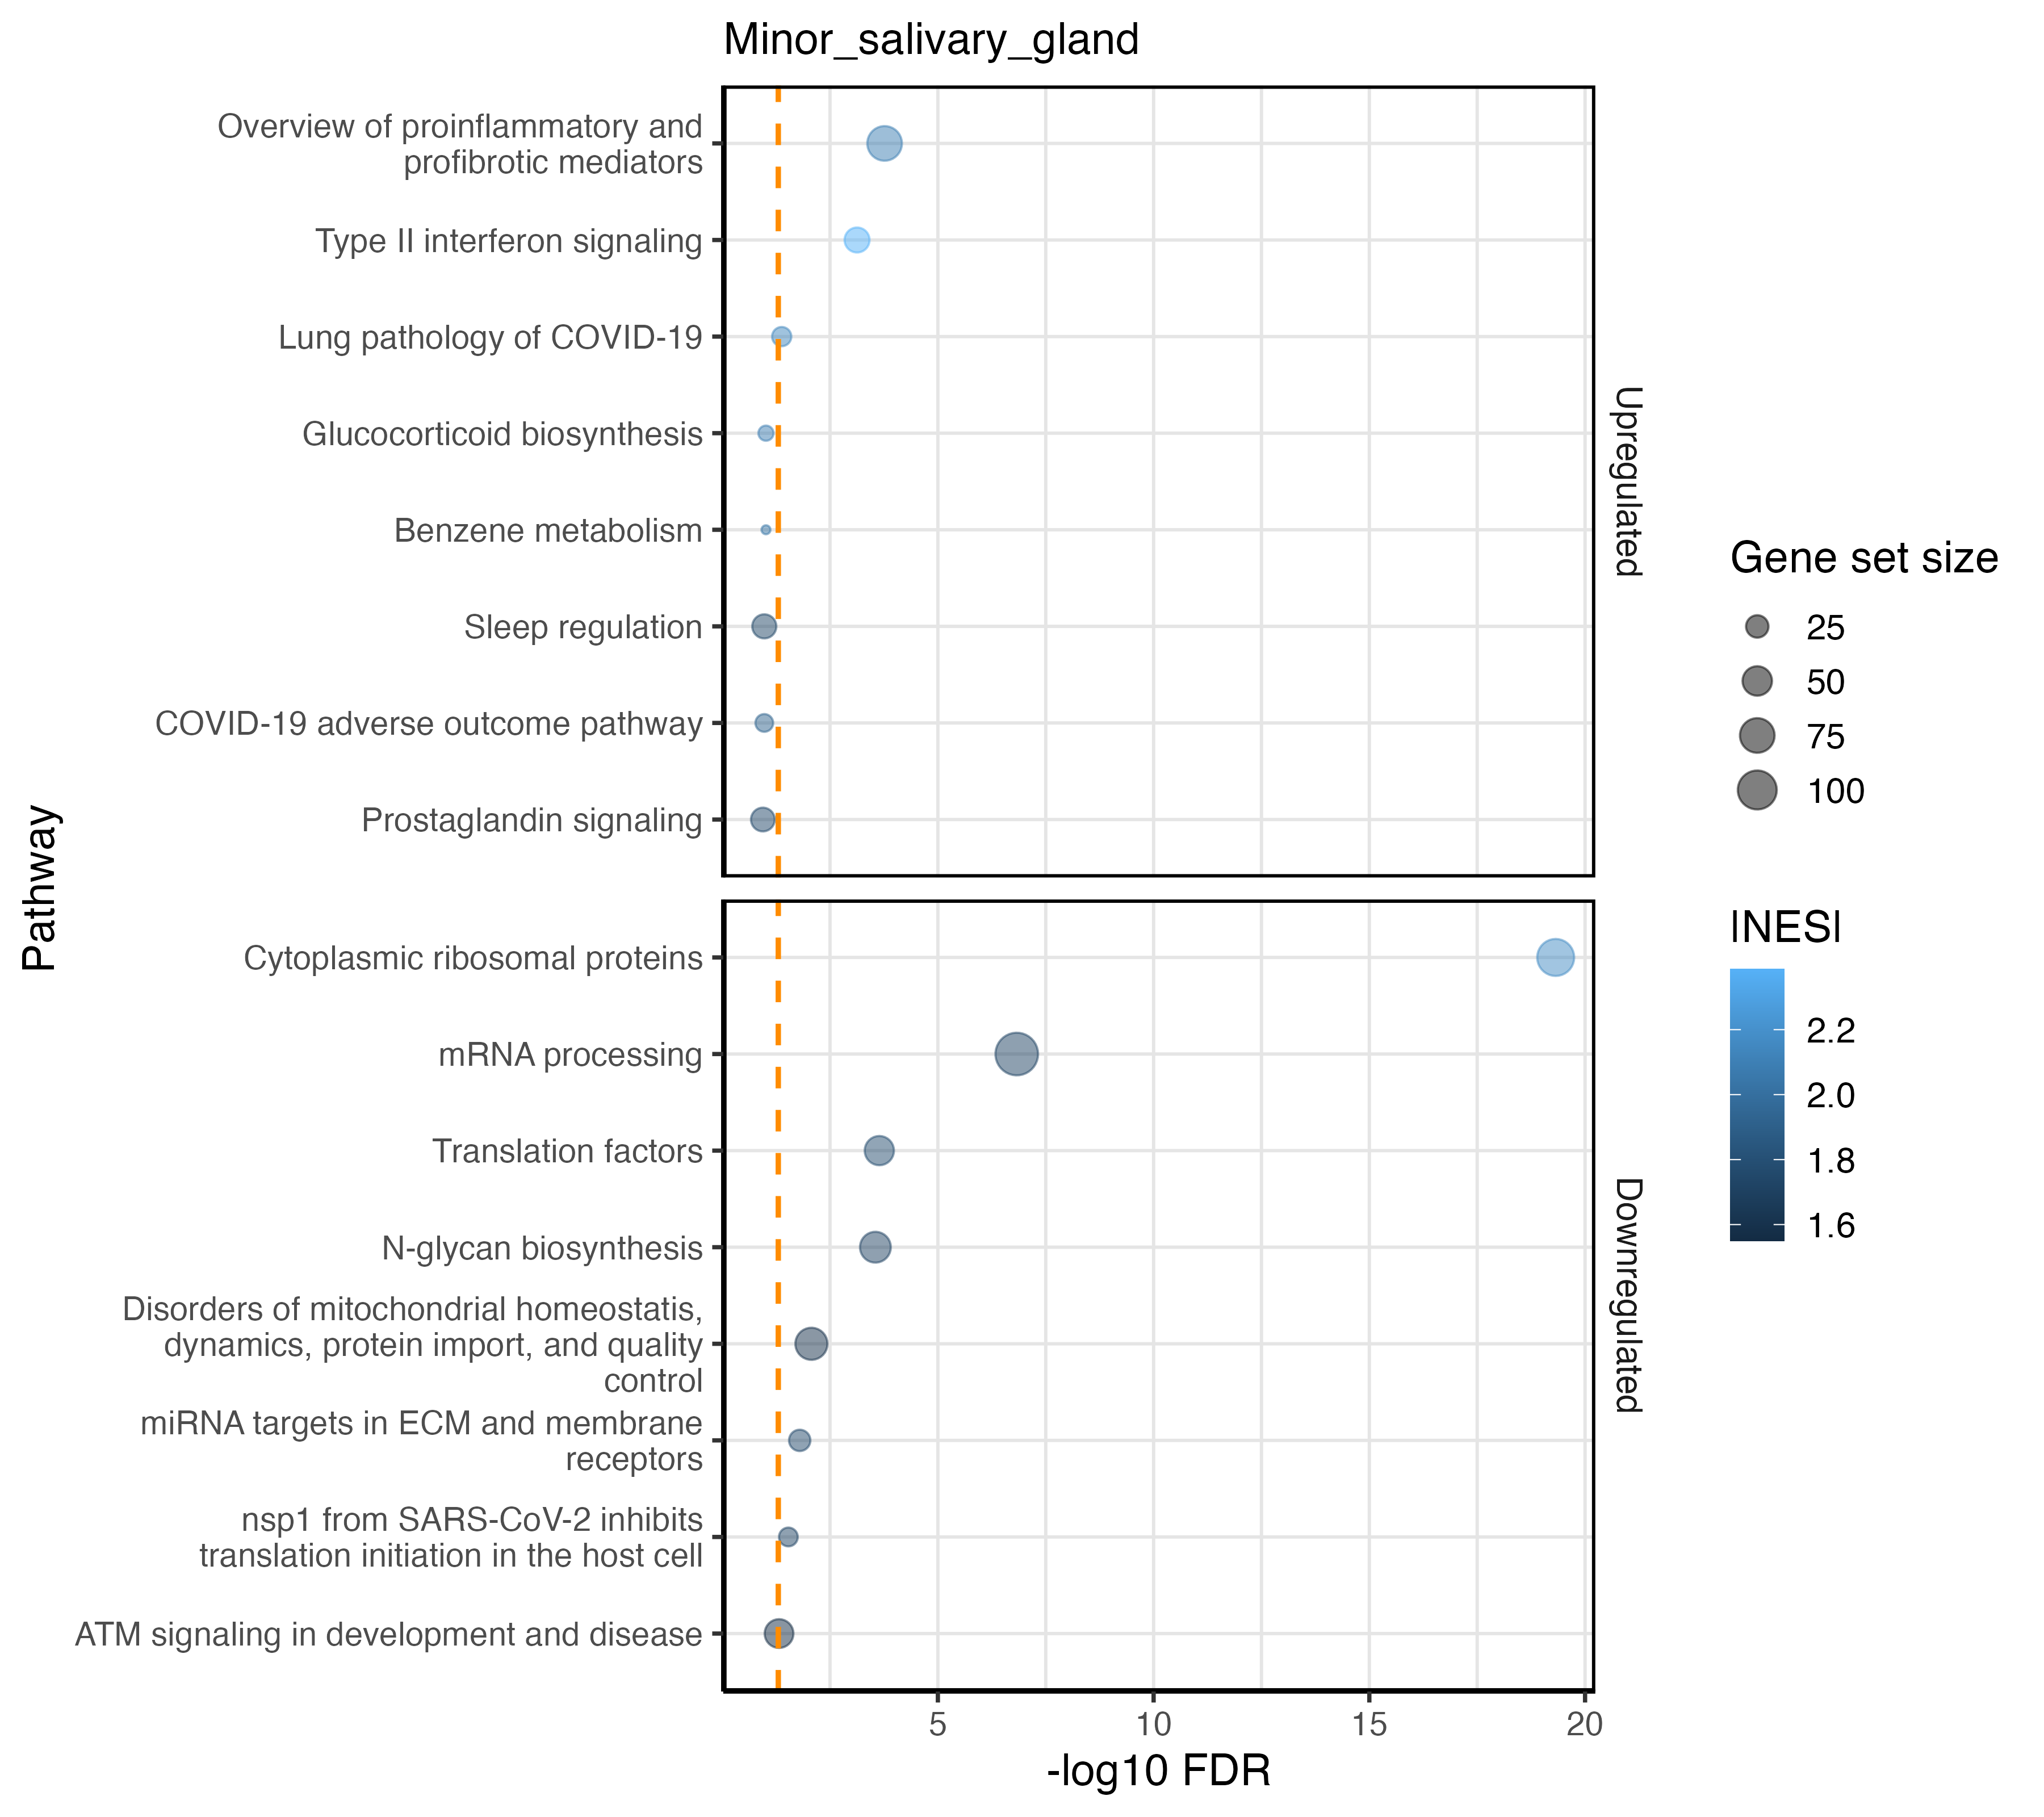 Minor_salivary_gland
Overview of proinflammatory and
profibrotic mediators
Type II interferon signaling
Lung pathology of COVID-19
Glucocorticoid biosynthesis
Benzene metabolism
Sleep regulation
COVID-19 adverse outcome pathway
Prostaglandin signaling
Upregulated
Cytoplasmic ribosomal proteins
mRNA processing
Translation factors
N-glycan biosynthesis
Disorders of mitochondrial homeostatis,
dynamics, protein import, and quality
control
miRNA targets in ECM and membrane
receptors
nsp1 from SARS-CoV-2 inhibits
translation initiation in the host cell
ATM signaling in development and disease
Downregulated
Pathway
5
10
15
20
-log10 FDR
Gene set size
25
50
75
100
|NES|
2.2
2.0
1.8
1.6